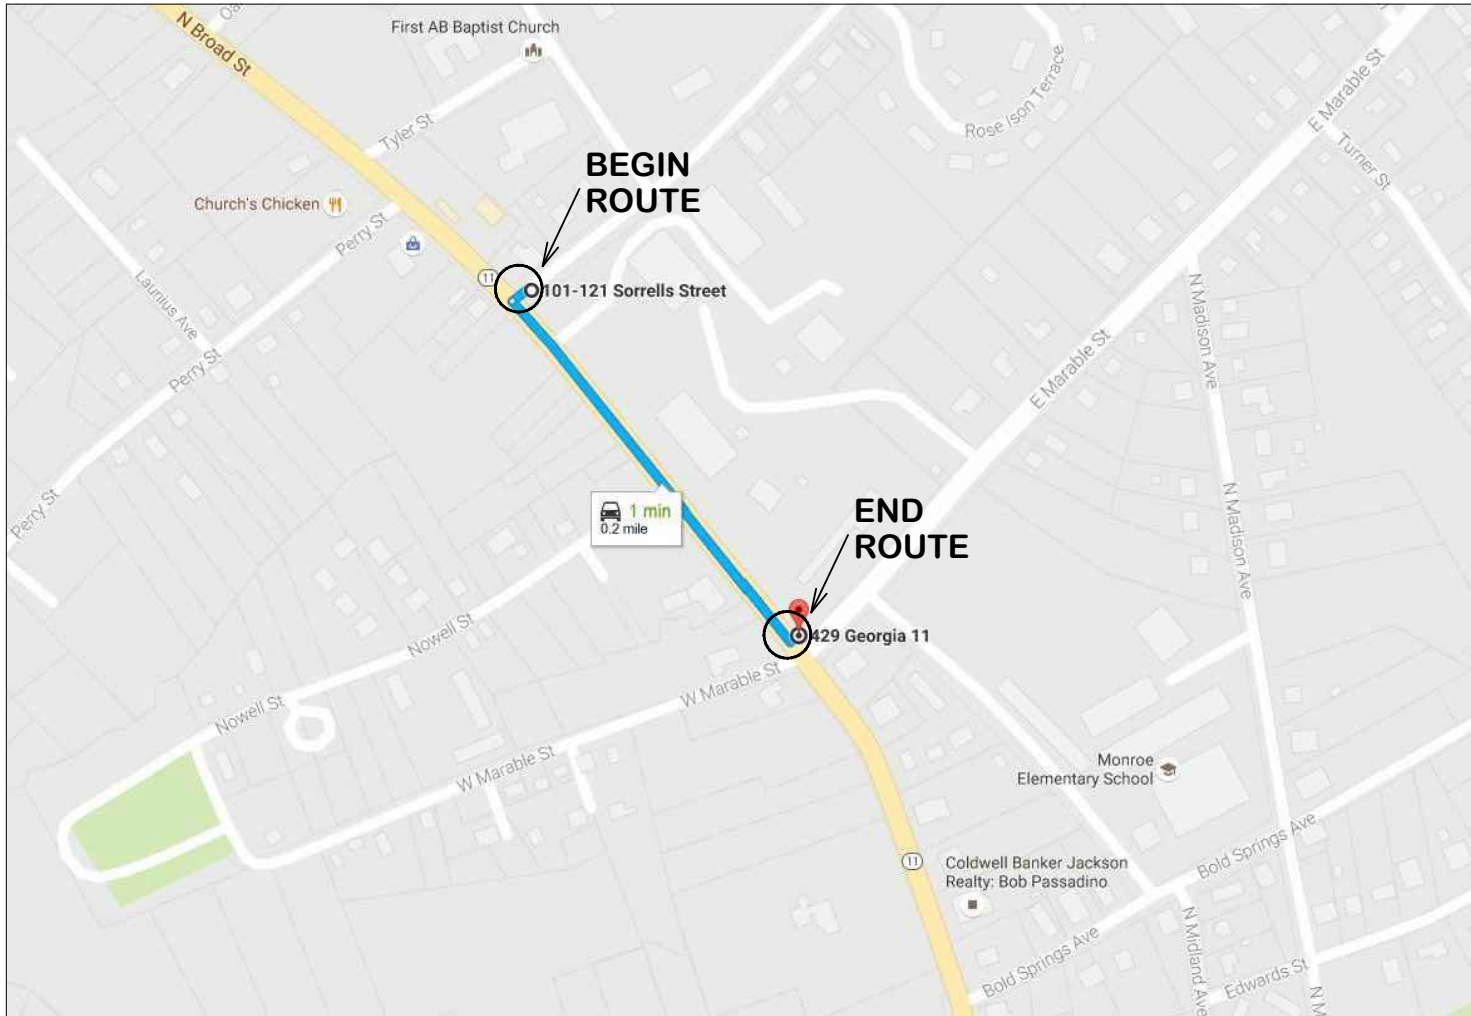 Oa
N Broad St
First AB Baptist Church
Tyler St
Rose Ison Terrace
E Marable St
Turner St
BEGIN
ROUTE
Church's Chicken
Perry St
11
101-121 Sorrells Street
Launius Ave
Perry St
N Madison Ave
E Marable St
Perry St
1 min
0.2 mile
END
ROUTE
N Madison Ave
429 Georgia 11
Nowell St
W Marable St
Nowell St
W Marable St
Monroe
Elementary School
11
Coldwell Banker Jackson
Realty: Bob Passadino
Bold Springs Ave
Bold Springs Ave
N Midland Ave
Edwards St
N M